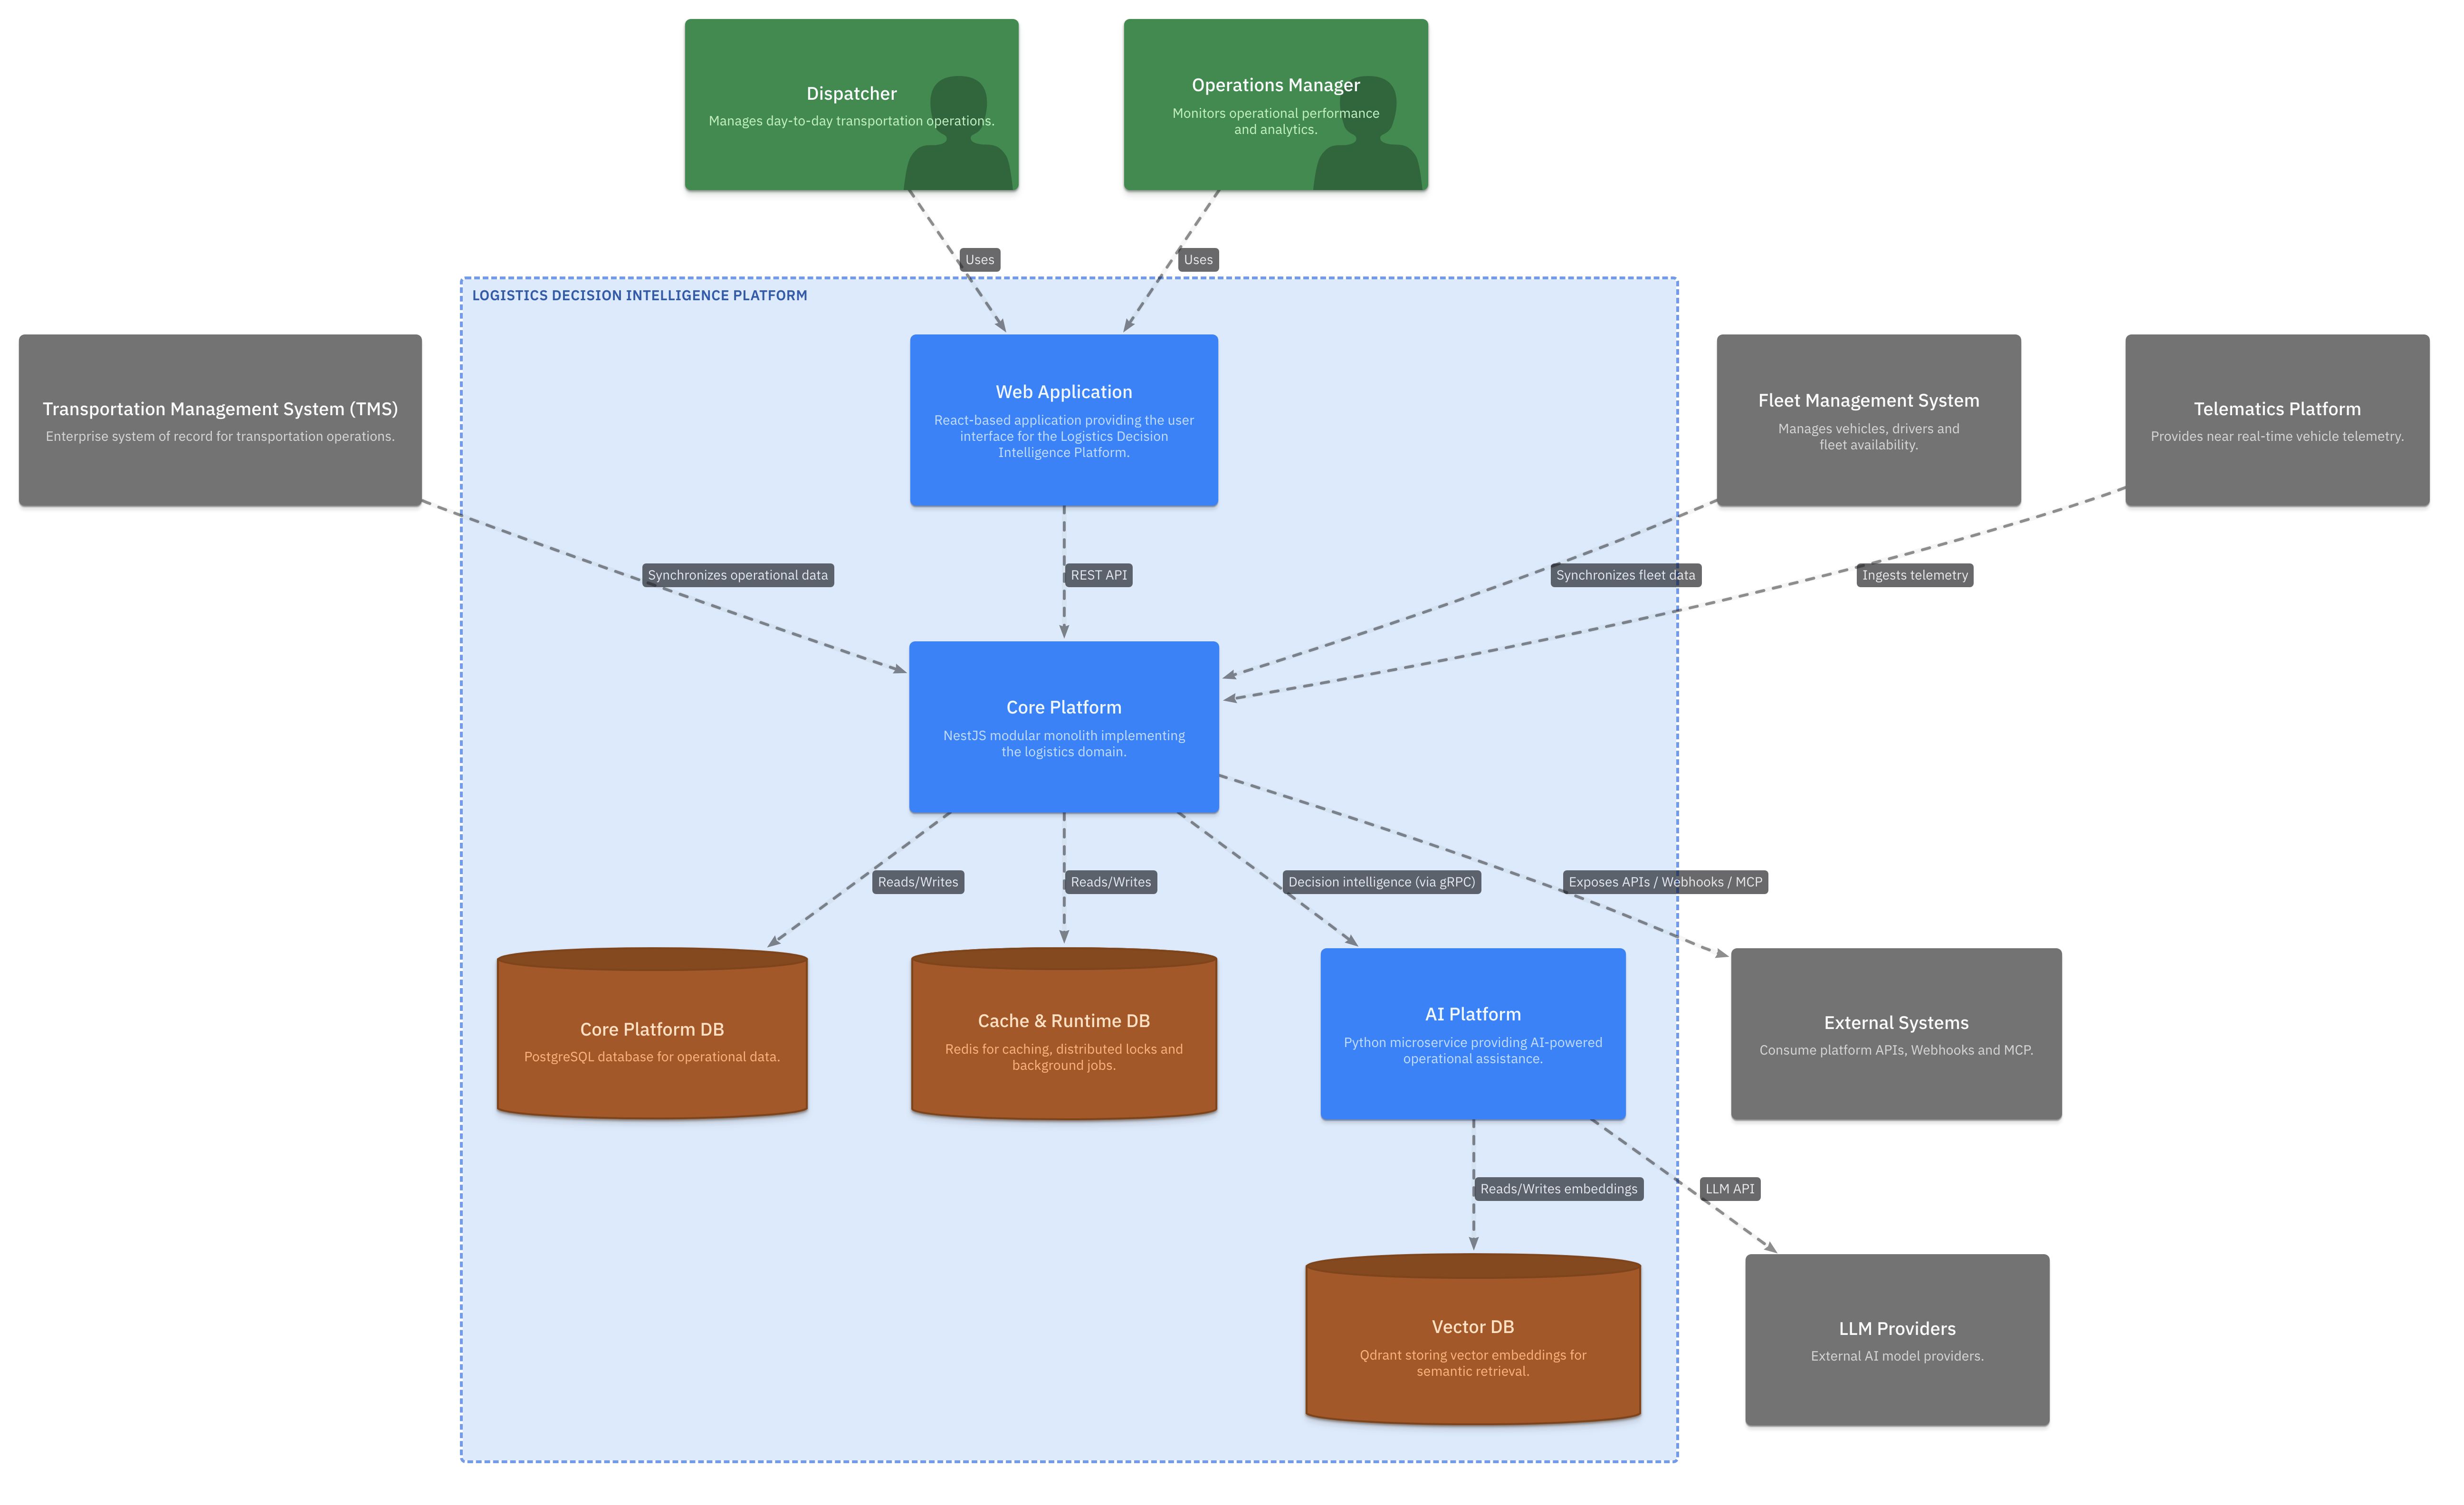 Dispatcher
Manages day-to-day transportation operations.
Operations Manager
Monitors operational performance
and analytics.
Uses
Uses
LOGISTICS DECISION INTELLIGENCE PLATFORM
Transportation Management System (TMS)
Enterprise system of record for transportation operations.
Web Application
React-based application providing the user
interface for the Logistics Decision
Intelligence Platform.
Fleet Management System
Manages vehicles, drivers and
fleet availability.
Telematics Platform
Provides near real-time vehicle telemetry.
Synchronizes operational data
REST API
Synchronizes fleet data
Ingests telemetry
Core Platform
NestJS modular monolith implementing
the logistics domain.
Reads/Writes
Reads/Writes
Decision intelligence (via gRPC)
Exposes APIs / Webhooks / MCP
Core Platform DB
PostgreSQL database for operational data.
Cache & Runtime DB
Redis for caching, distributed locks and
background jobs.
AI Platform
Python microservice providing AI-powered
operational assistance.
External Systems
Consume platform APIs, Webhooks and MCP.
Reads/Writes embeddings
LLM API
Vector DB
Qdrant storing vector embeddings for
semantic retrieval.
LLM Providers
External AI model providers.